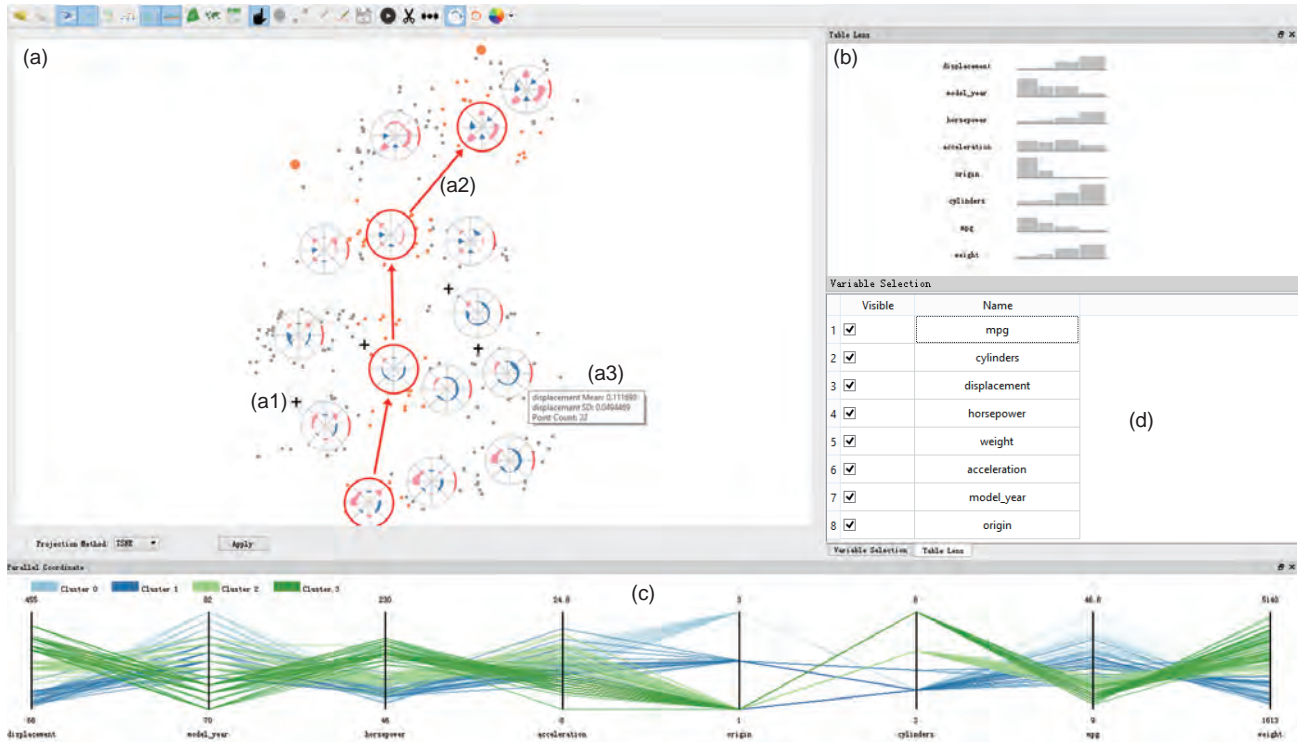 (a)
(a2)
(a1)
(a3)
displacement Mean: 0.111690
displacement SD: 0.0494469
Point Count: 22
Projection Method: TSNE
Apply
Table Lens
(b)
displacement
model_year
horsepower
acceleration
origin
cylinders
mpg
weight
Variable Selection
Visible Name
1 mpg
2 cylinders
3 displacement
4 horsepower
5 weight
6 acceleration
7 model_year
8 origin
(d)
Variable Selection Table Lens
Parallel Coordinate
Cluster 0 Cluster 1 Cluster 2 Cluster 3
(c)
455 82 230 24.8 3 8 46.6 5140
68 70 46 8 1 3 9 1613
displacement model_year horsepower acceleration origin cylinders mpg weight